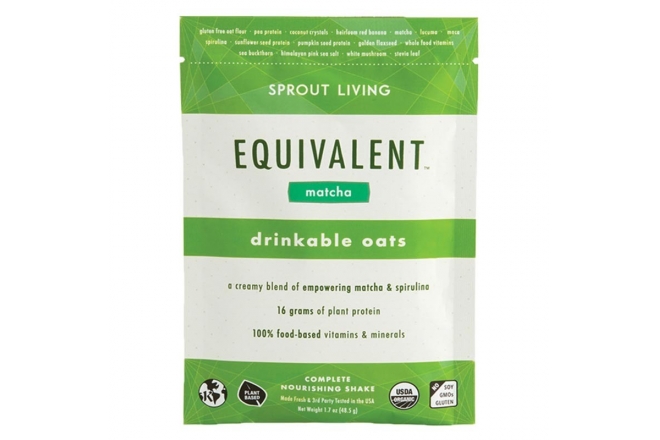 gluten free oat flour · pea protein · coconut crystals · heirloom red banana · matcha · lucuma · maca
spirulina · sunflower seed protein · pumpkin seed protein · golden flaxseed · whole food vitamins
sea buckthorn · himalayan pink sea salt · white mushroom · stevia leaf
SPROUT LIVING
EQUIVALENT™
matcha
drinkable oats
a creamy blend of empowering matcha & spirulina
16 grams of plant protein
100% food-based vitamins & minerals
COMPLETE
NOURISHING SHAKE
Made Fresh & 3rd Party Tested in the USA
Net Weight 1.7 oz (48.5 g)
K
PLANT
BASED
USDA
ORGANIC
NO
SOY
GMOs
GLUTEN